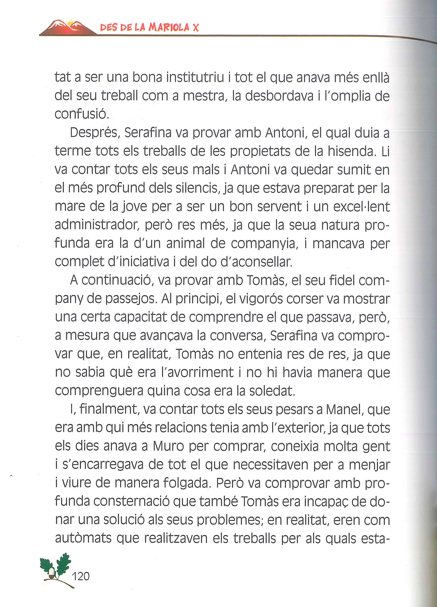 DES DE LA MARIOLA X
tat a ser una bona institutriu i tot el que anava més enllà
del seu treball com a mestra, la desbordava i l'omplia de
confusió.
Després, Serafina va provar amb Antoni, el qual duia a
terme tots els treballs de les propietats de la hisenda. Li
va contar tots els seus mals i Antoni va quedar sumit en
el més profund dels silencis, ja que estava preparat per la
mare de la jove per a ser un bon servent i un excel·lent
administrador, però res més, ja que la seua natura pro-
funda era la d'un animal de companyia, i mancava per
complet d'iniciativa i del do d'aconsellar.
A continuació, va provar amb Tomàs, el seu fidel com-
pany de passejos. Al principi, el vigorós corser va mostrar
una certa capacitat de comprendre el que passava, però,
a mesura que avançava la conversa, Serafina va compro-
var que, en realitat, Tomàs no entenia res de res, ja que
no sabia què era l'avorriment i no hi havia manera que
comprenguera quina cosa era la soledat.
I, finalment, va contar tots els seus pesars a Manel, que
era amb qui més relacions tenia amb l'exterior, ja que tots
els dies anava a Muro per comprar, coneixia molta gent
i s'encarregava de tot el que necessitaven per a menjar
i viure de manera folgada. Però va comprovar amb pro-
funda consternació que també Tomàs era incapaç de do-
nar una solució als seus problemes; en realitat, eren com
autòmats que realitzaven els treballs per als quals esta-
120